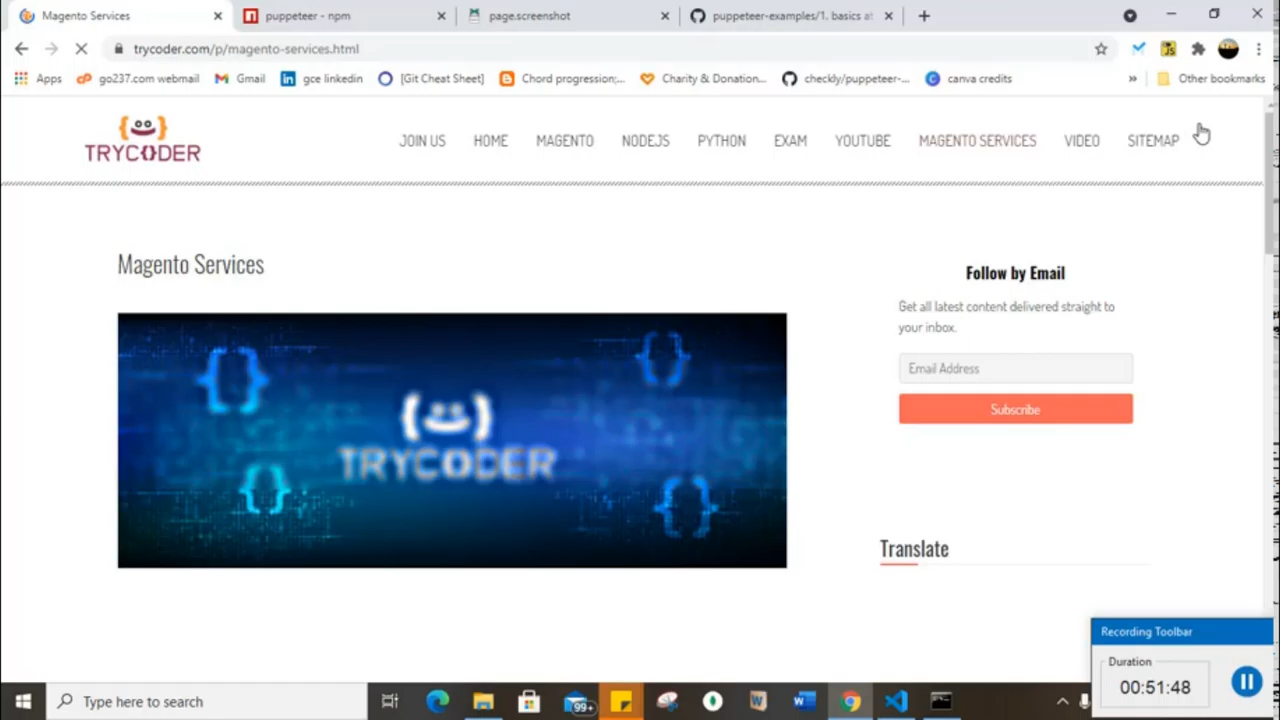 Magento Services
puppeteer - npm
page.screenshot
puppeteer-examples/1. basics at
trycoder.com/p/magento-services.html
Apps
go237.com webmail
Gmail
gce linkedin
[Git Cheat Sheet]
Chord progression;...
Charity & Donation...
checkly/puppeteer-...
canva credits
»
Other bookmarks
{ }
TRYCODER
JOIN US
HOME
MAGENTO
NODEJS
PYTHON
EXAM
YOUTUBE
MAGENTO SERVICES
VIDEO
SITEMAP
Magento Services
{ }
{ }
{ }
TRYCODER
{ }
{ }
Follow by Email
Get all latest content delivered straight to
your inbox.
Email Address
Subscribe
Translate
Recording Toolbar
Duration
00:51:48
Type here to search
99+